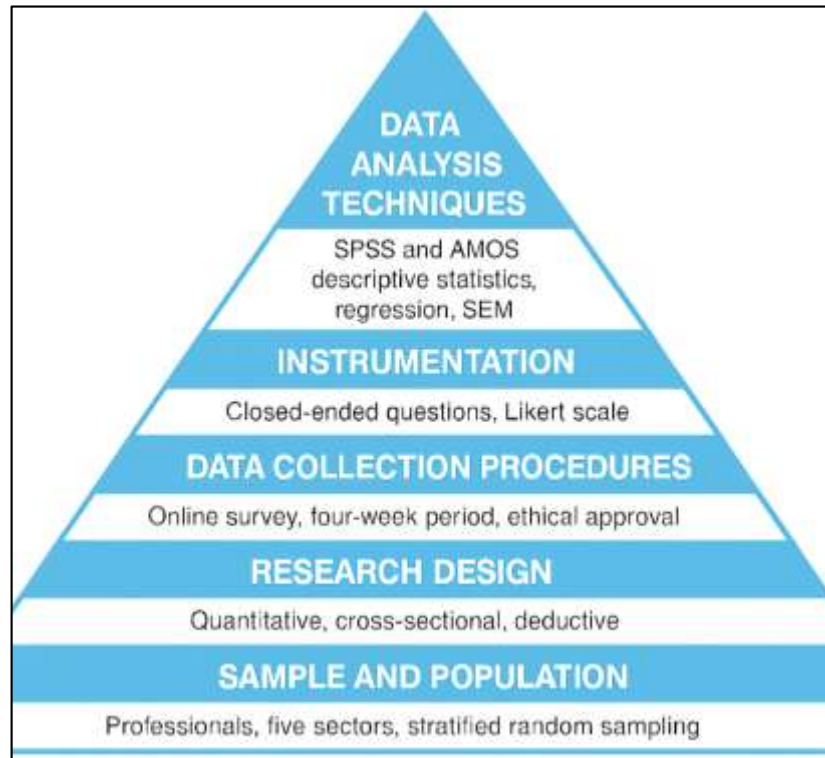 DATA
ANALYSIS
TECHNIQUES
SPSS and AMOS
descriptive statistics,
regression, SEM
INSTRUMENTATION
Closed-ended questions, Likert scale
DATA COLLECTION PROCEDURES
Online survey, four-week period, ethical approval
RESEARCH DESIGN
Quantitative, cross-sectional, deductive
SAMPLE AND POPULATION
Professionals, five sectors, stratified random sampling